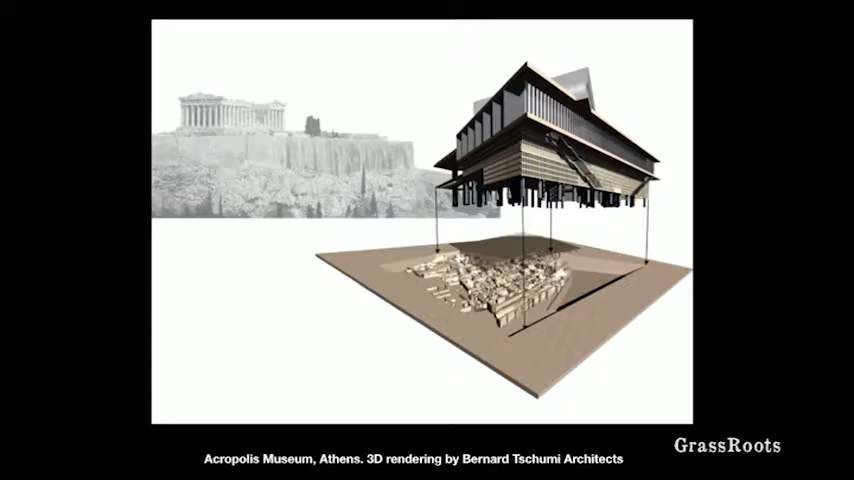 GrassRoots
Acropolis Museum, Athens. 3D rendering by Bernard Tschumi Architects